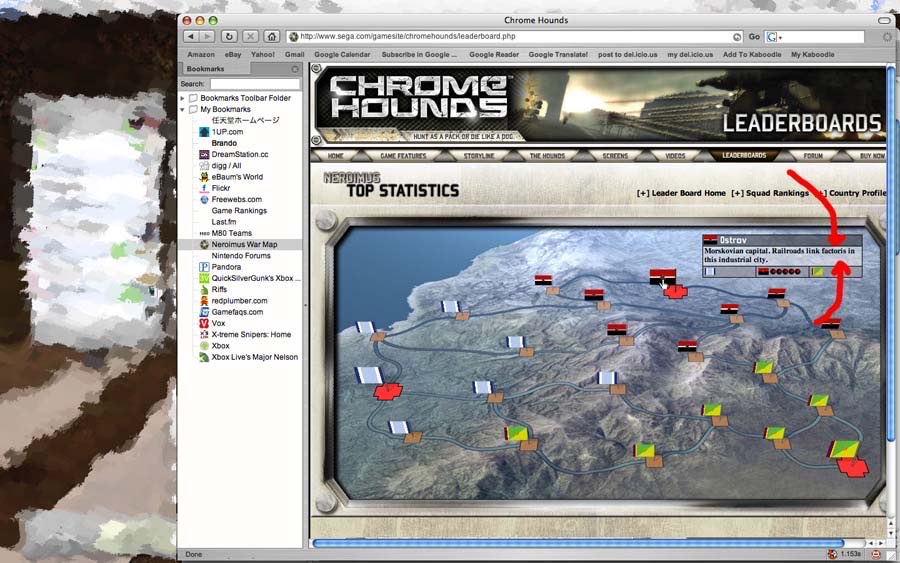 Chrome Hounds
http://www.sega.com/gamesite/chromehounds/leaderboard.php
Go
Amazon eBay Yahoo! Gmail Google Calendar Subscribe in Google ... Google Reader Google Translate! post to del.icio.us my del.icio.us Add To Kaboodle My Kaboodle
Bookmarks
Search:
Bookmarks Toolbar Folder
My Bookmarks
任天堂ホームページ
1UP.com
Brando
DreamStation.cc
digg / All
eBaum's World
Flickr
Freewebs.com
Game Rankings
Last.fm
M80 Teams
Neroimus War Map
Nintendo Forums
Pandora
QuickSilverGunk's Xbox ...
Riffs
redplumber.com
Gamefaqs.com
Vox
X-treme Snipers: Home
Xbox
Xbox Live's Major Nelson
CHROME
HOUNDS
HUNT AS A PACK OR DIE LIKE A DOG.
LEADERBOARDS
HOME GAME FEATURES STORYLINE THE HOUNDS SCREENS VIDEOS LEADERBOARDS FORUM BUY NOW
NEROIMUS
TOP STATISTICS
[+] Leader Board Home [+] Squad Rankings [+] Country Profile
Ostrov
Morskovian capital. Railroads link factoris in
this industrial city.
Done
1.153s